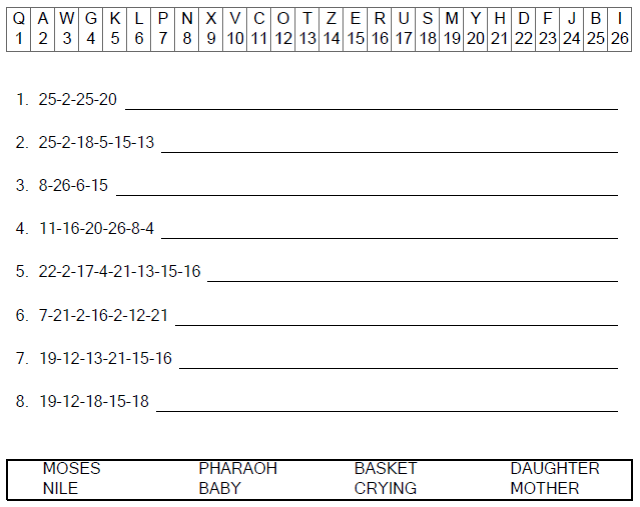 Q A W G K L P N X V C O T Z E R U S M Y H D F J B I
1 2 3 4 5 6 7 8 9 10 11 12 13 14 15 16 17 18 19 20 21 22 23 24 25 26
1. 25-2-25-20
2. 25-2-18-5-15-13
3. 8-26-6-15
4. 11-16-20-26-8-4
5. 22-2-17-4-21-13-15-16
6. 7-21-2-16-2-12-21
7. 19-12-13-21-15-16
8. 19-12-18-15-18
MOSES PHARAOH BASKET DAUGHTER
NILE BABY CRYING MOTHER